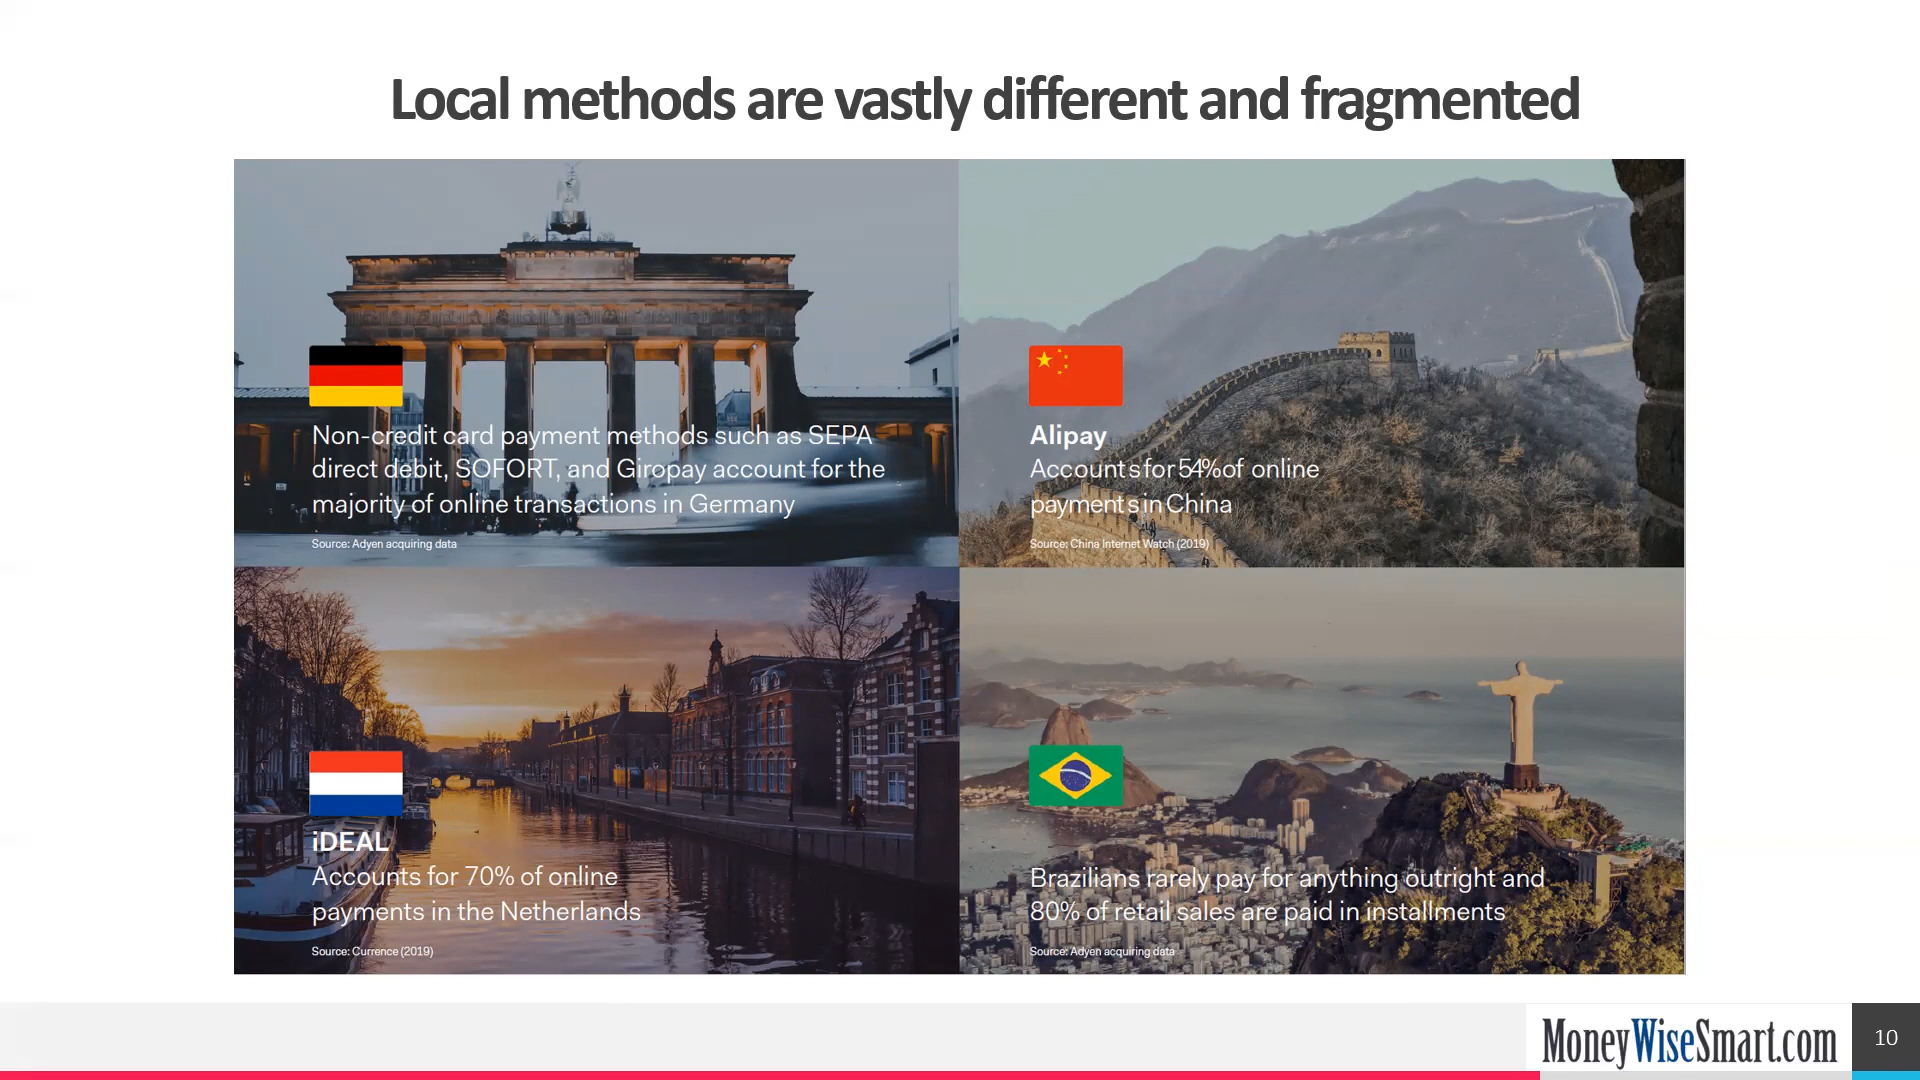 Local methods are vastly different and fragmented
Non-credit card payment methods such as SEPA
direct debit, SOFORT, and Giropay account for the
majority of online transactions in Germany
Source: Adyen acquiring data
Alipay
Accounts for 54% of online
payments in China
Source: China Internet Watch (2019)
iDEAL
Accounts for 70% of online
payments in the Netherlands
Source: Currence (2019)
Brazilians rarely pay for anything outright and
80% of retail sales are paid in installments
Source: Adyen acquiring data
MoneyWiseSmart.com
10